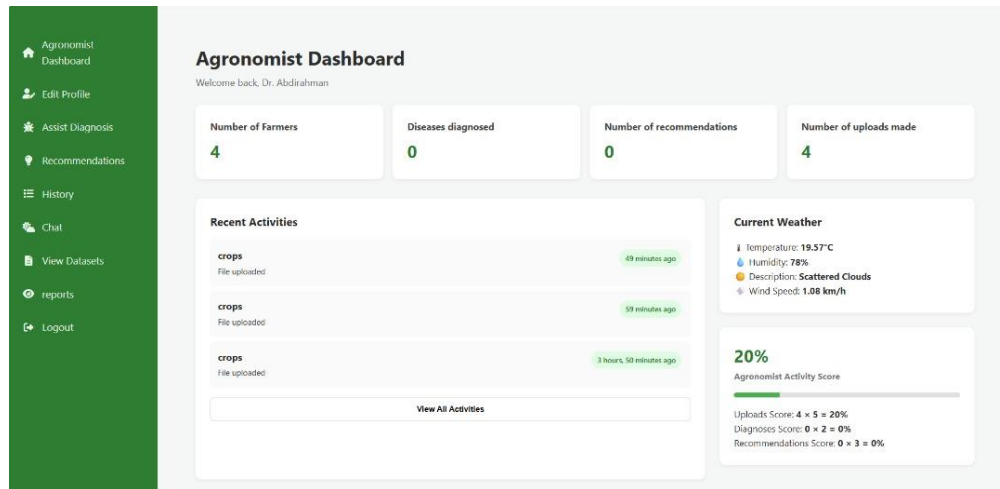 Agronomist
Dashboard
Edit Profile
Assist Diagnosis
Recommendations
History
Chat
View Datasets
reports
Logout
Agronomist Dashboard
Welcome back, Dr. Abdirahman
Number of Farmers
4
Diseases diagnosed
0
Number of recommendations
0
Number of uploads made
4
Recent Activities
crops
49 minutes ago
File uploaded
crops
59 minutes ago
File uploaded
crops
3 hours, 50 minutes ago
File uploaded
View All Activities
Current Weather
Temperature: 19.57°C
Humidity: 78%
Description: Scattered Clouds
Wind Speed: 1.08 km/h
20%
Agronomist Activity Score
Uploads Score: 4 × 5 = 20%
Diagnoses Score: 0 × 2 = 0%
Recommendations Score: 0 × 3 = 0%